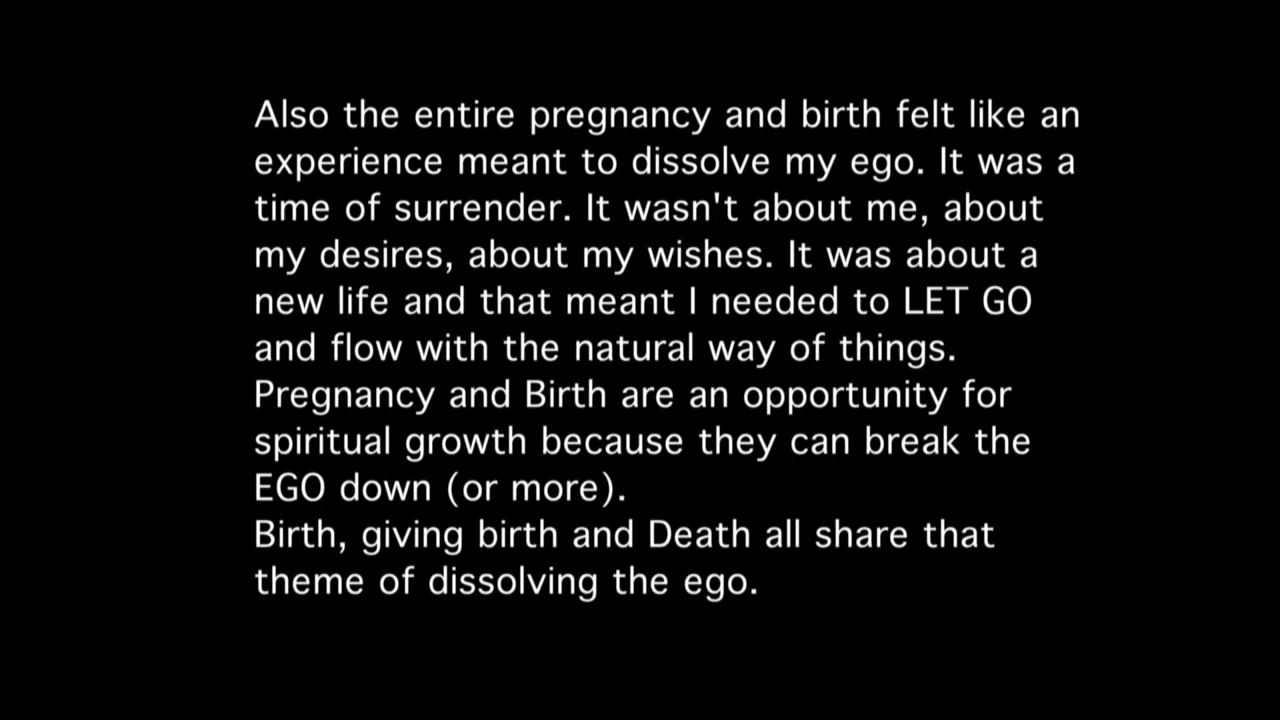 Also the entire pregnancy and birth felt like an
experience meant to dissolve my ego. It was a
time of surrender. It wasn't about me, about
my desires, about my wishes. It was about a
new life and that meant I needed to LET GO
and flow with the natural way of things.
Pregnancy and Birth are an opportunity for
spiritual growth because they can break the
EGO down (or more).
Birth, giving birth and Death all share that
theme of dissolving the ego.